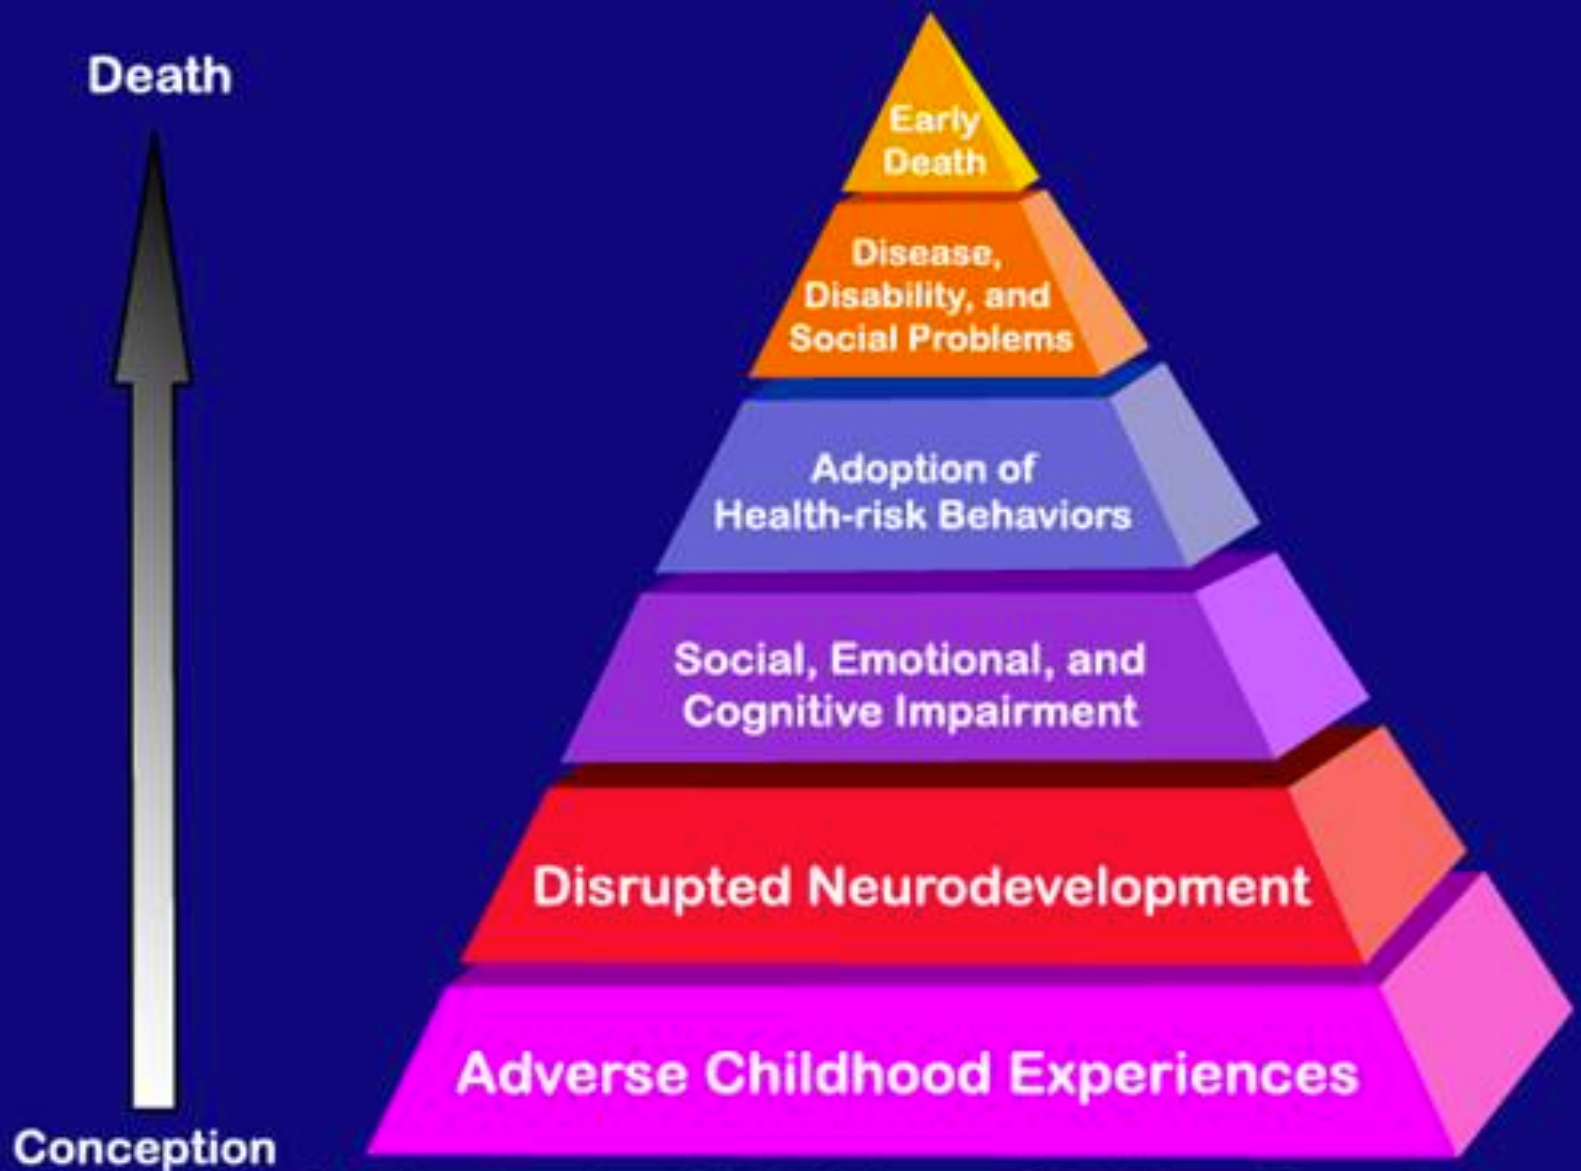 Death
Early
Death
Disease,
Disability, and
Social Problems
Adoption of
Health-risk Behaviors
Social, Emotional, and
Cognitive Impairment
Disrupted Neurodevelopment
Adverse Childhood Experiences
Conception